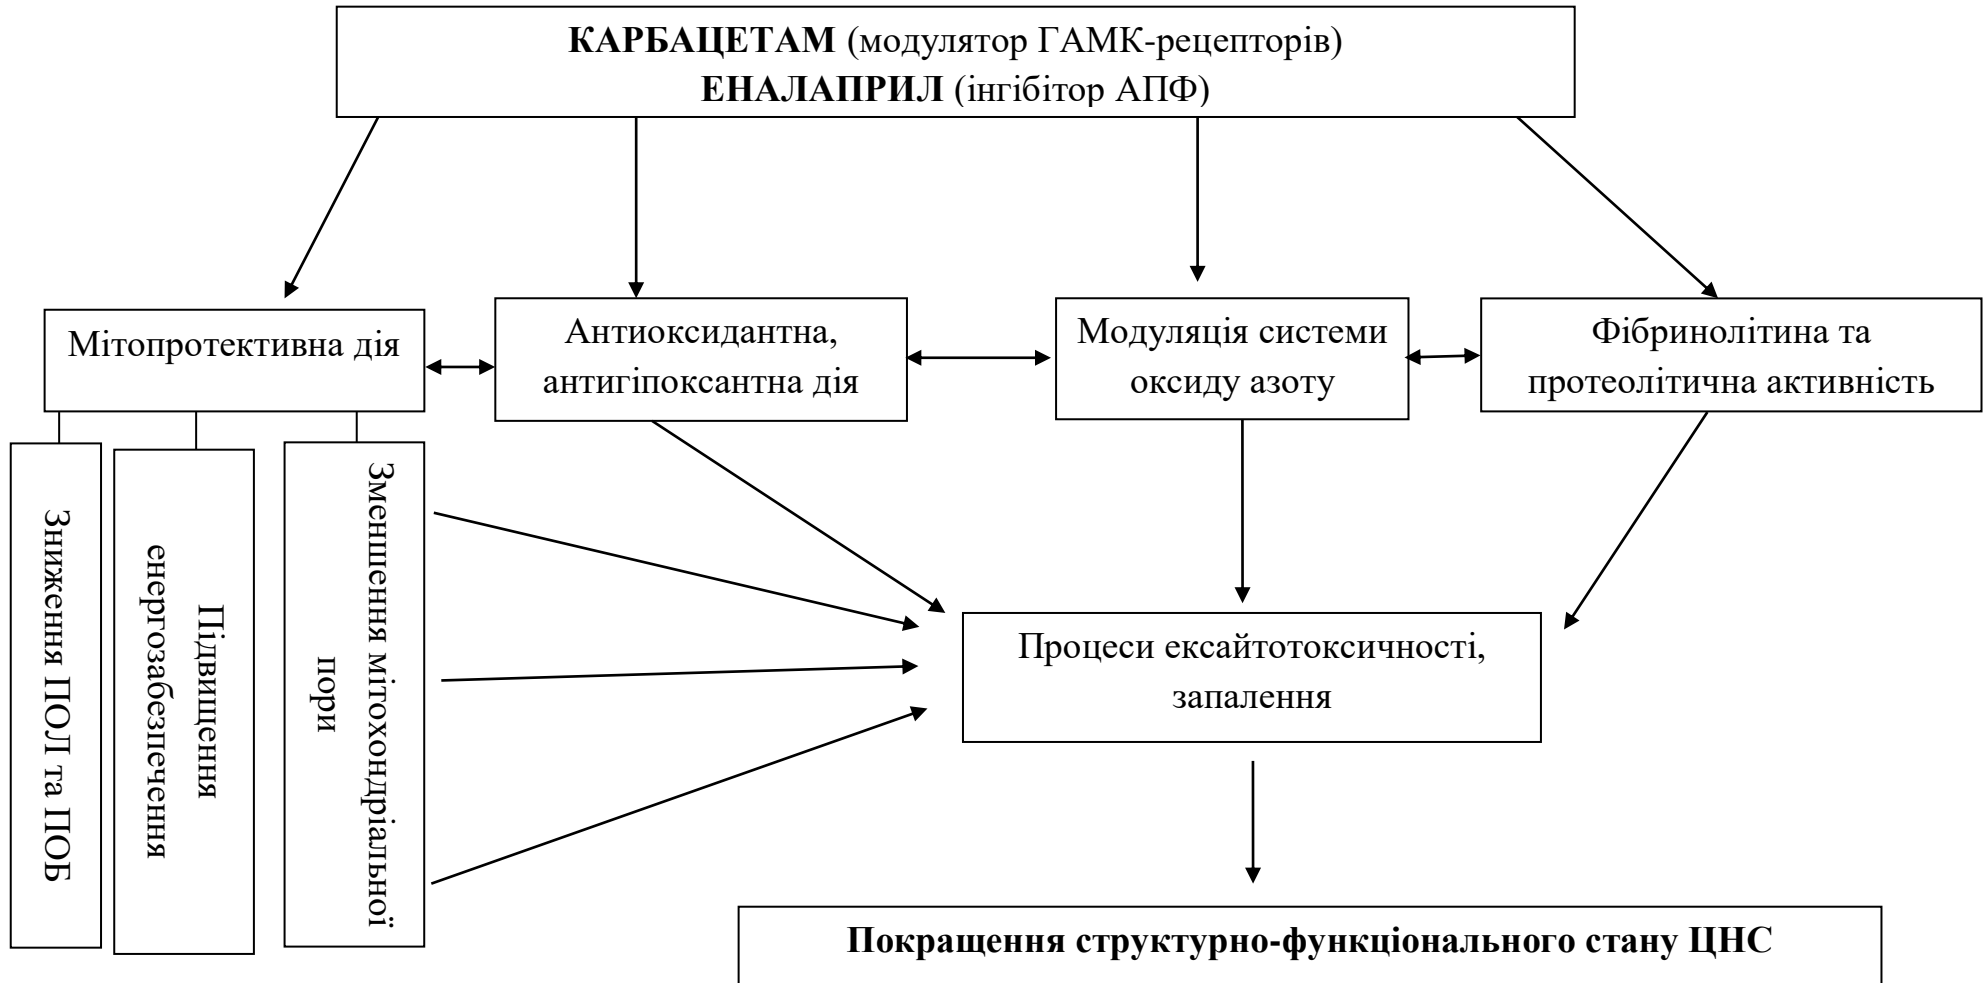 КАРБАЦЕТАМ (модулятор ГАМК-рецепторів)
ЕНАЛАПРИЛ (інгібітор АПФ)
Мітопротективна дія
Антиоксидантна,
антигіпоксантна дія
Модуляція системи
оксиду азоту
Фібринолітина та
протеолітична активність
Зниження ПОЛ та ПОБ
Підвищення
енергозабезпечення
Зменшення мітохондріальної
пори
Процеси ексайтотоксичності,
запалення
Покращення структурно-функціонального стану ЦНС